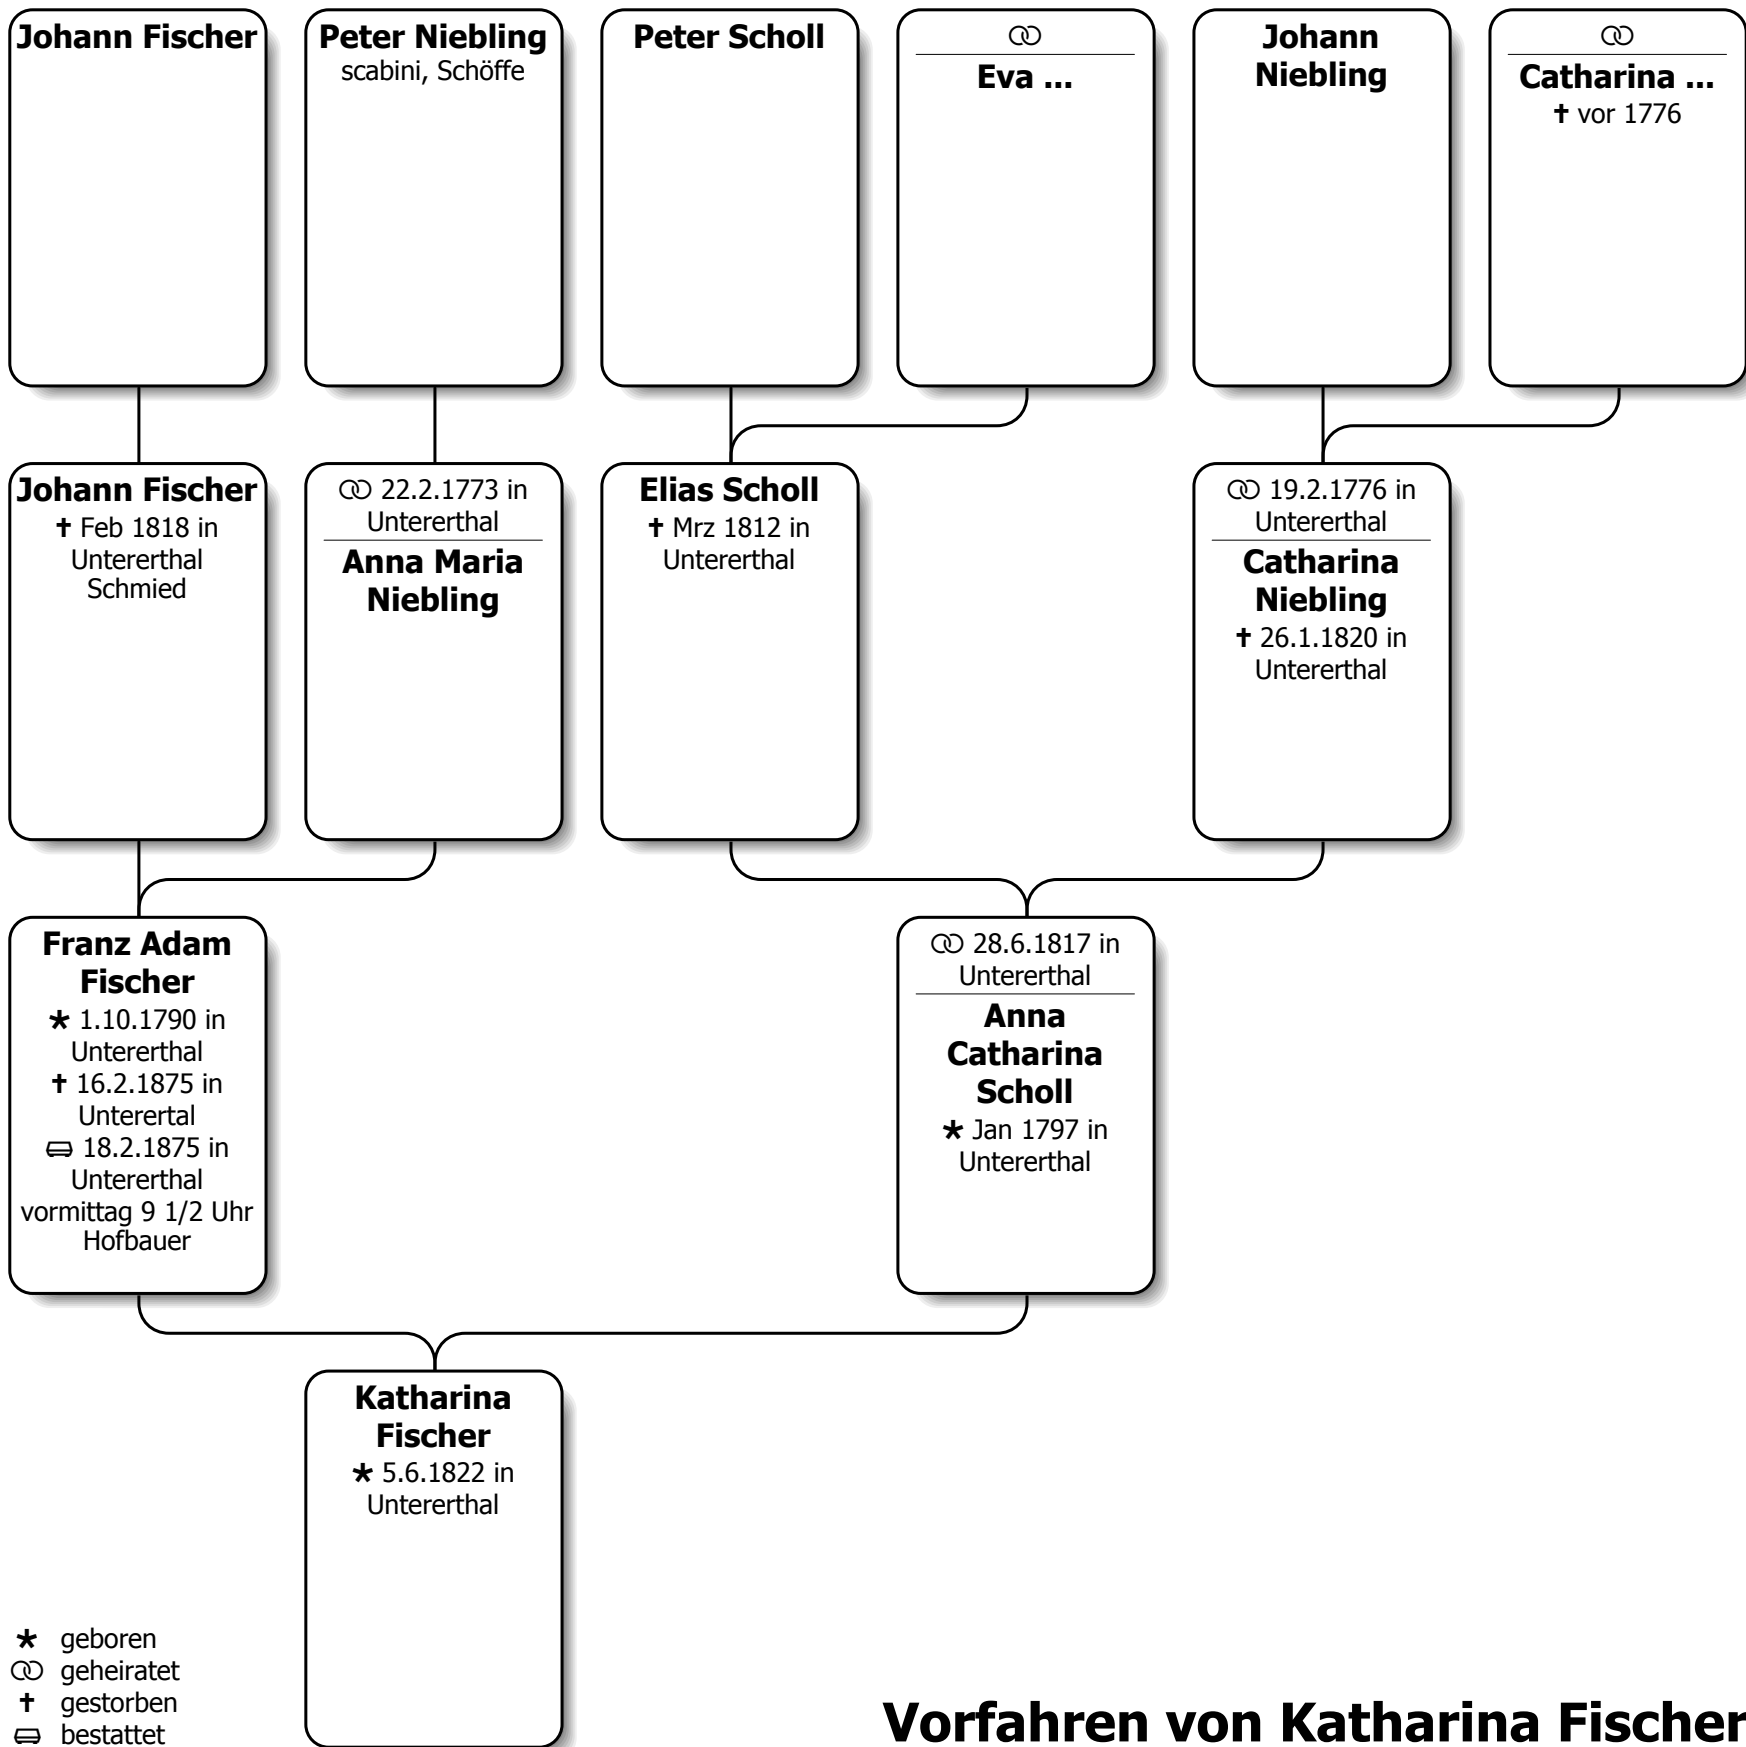 Johann Fischer
Peter Niebling
scabini, Schöffe
Peter Scholl
⚭
Eva ...
Johann
Niebling
⚭
Catharina ...
✝ vor 1776
Johann Fischer
✝ Feb 1818 in
Untererthal
Schmied
⚭ 22.2.1773 in
Untererthal
Anna Maria
Niebling
Elias Scholl
✝ Mrz 1812 in
Untererthal
⚭ 19.2.1776 in
Untererthal
Catharina
Niebling
✝ 26.1.1820 in
Untererthal
Franz Adam
Fischer
★ 1.10.1790 in
Untererthal
✝ 16.2.1875 in
Unterertal
⚰ 18.2.1875 in
Untererthal
vormittag 9 1/2 Uhr
Hofbauer
⚭ 28.6.1817 in
Untererthal
Anna
Catharina
Scholl
★ Jan 1797 in
Untererthal
Katharina
Fischer
★ 5.6.1822 in
Untererthal
★ geboren
⚭ geheiratet
✝ gestorben
⚰ bestattet
Vorfahren von Katharina Fischer